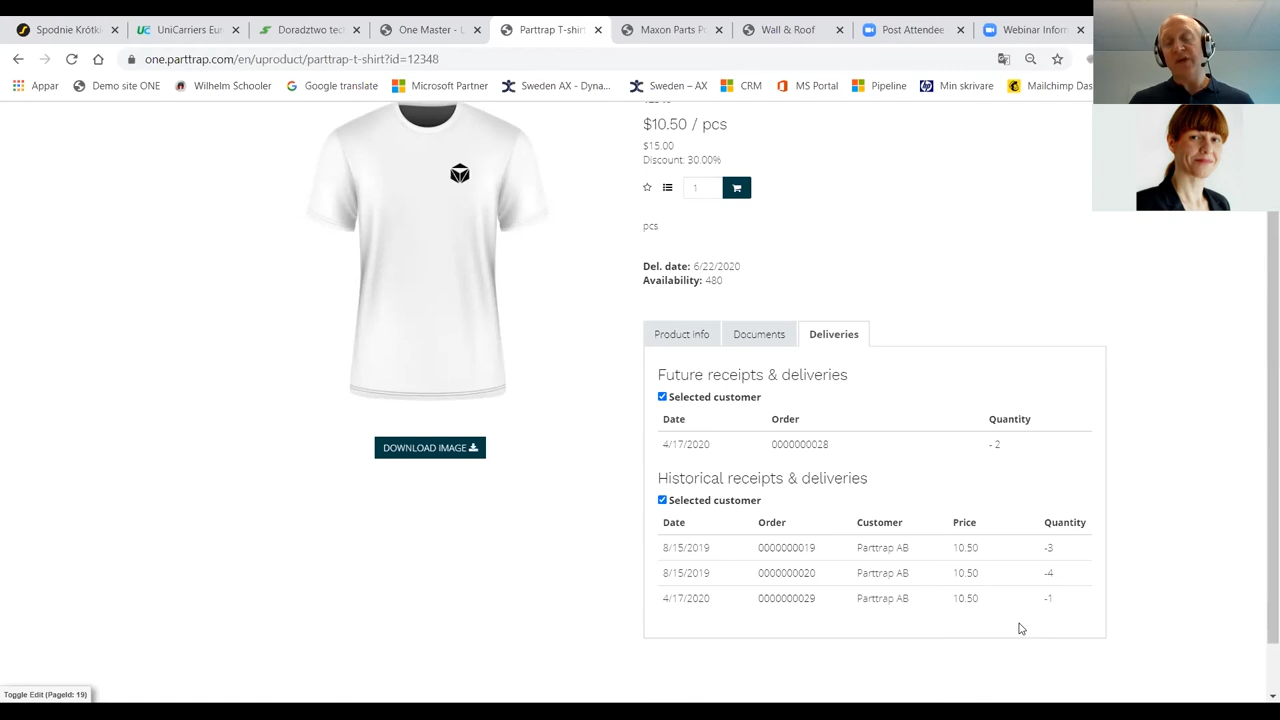 Spodnie Krótki
UniCarriers Eur
Doradztwo tech
One Master - L
Parttrap T-shirt
Maxon Parts Po
Wall & Roof
Post Attendee
Webinar Inform
one.parttrap.com/en/uproduct/parttrap-t-shirt?id=12348
Appar
Demo site ONE
Wilhelm Schooler
Google translate
Microsoft Partner
Sweden AX - Dyna...
Sweden – AX
CRM
MS Portal
Pipeline
Min skrivare
Mailchimp Das
$10.50 / pcs
$15.00
Discount: 30.00%
1
pcs
Del. date: 6/22/2020
Availability: 480
DOWNLOAD IMAGE
Product info Documents Deliveries
Future receipts & deliveries
Selected customer
Date Order Quantity
4/17/2020 0000000028 - 2
Historical receipts & deliveries
Selected customer
Date Order Customer Price Quantity
8/15/2019 0000000019 Parttrap AB 10.50 -3
8/15/2019 0000000020 Parttrap AB 10.50 -4
4/17/2020 0000000029 Parttrap AB 10.50 -1
Toggle Edit (PageId: 19)